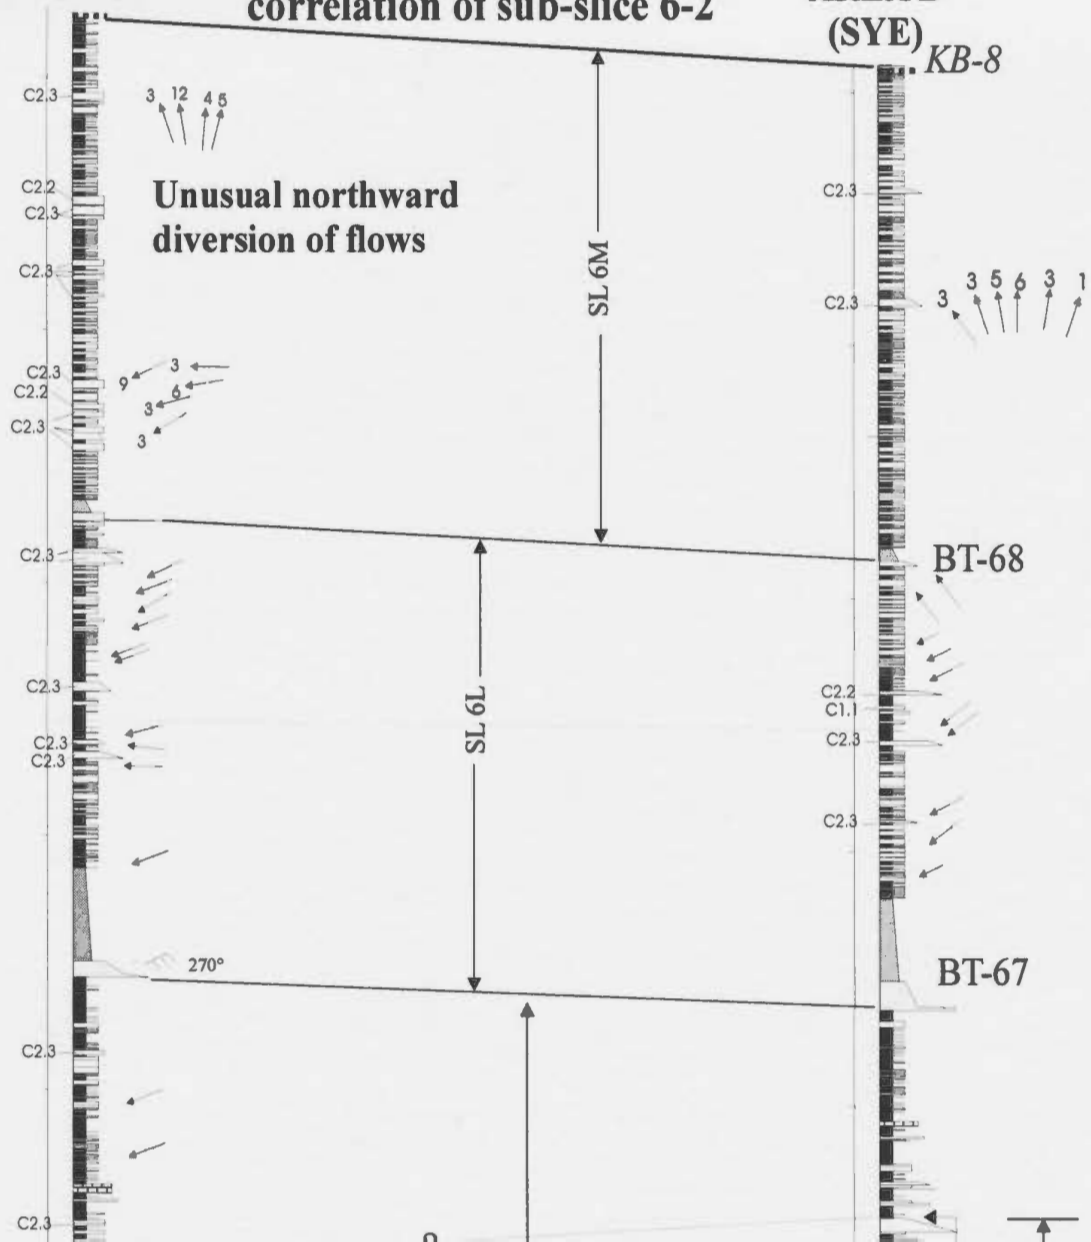 correlation of sub-slice 6-2
(SYE)
KB-8
C2.3
3 12 4 5
C2.2
C2.3
Unusual northward
diversion of flows
C2.3
C2.3
C2.2
C2.3
9 3
6
3
3
SL 6M
C2.3
C2.3
3 3 5 6 3 1
BT-68
C2.3
C2.3
C2.3
C2.3
SL 6L
C2.2
C1.1
C2.3
C2.3
270°
BT-67
C2.3
C2.3